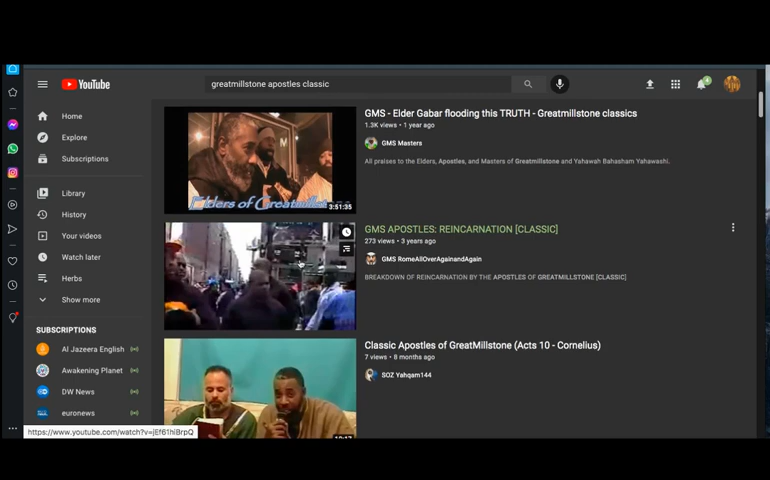 YouTube
greatmillstone apostles classic
4
Home
Explore
Subscriptions
Library
History
Your videos
Watch later
Herbs
Show more
SUBSCRIPTIONS
Al Jazeera English
Awakening Planet
DW News
euronews
GMS - Elder Gabar flooding this TRUTH - Greatmillstone classics
1.3K views • 1 year ago
GMS Masters
All praises to the Elders, Apostles, and Masters of Greatmillstone and Yahawah Bahasham Yahawashi.
3:51:35
GMS APOSTLES: REINCARNATION [CLASSIC]
273 views • 3 years ago
GMS RomeAllOverAgainandAgain
BREAKDOWN OF REINCARNATION BY THE APOSTLES OF GREATMILLSTONE [CLASSIC]
Classic Apostles of GreatMillstone (Acts 10 - Cornelius)
7 views • 8 months ago
SOZ Yahqam144
https://www.youtube.com/watch?v=jEf61hiBrpQ